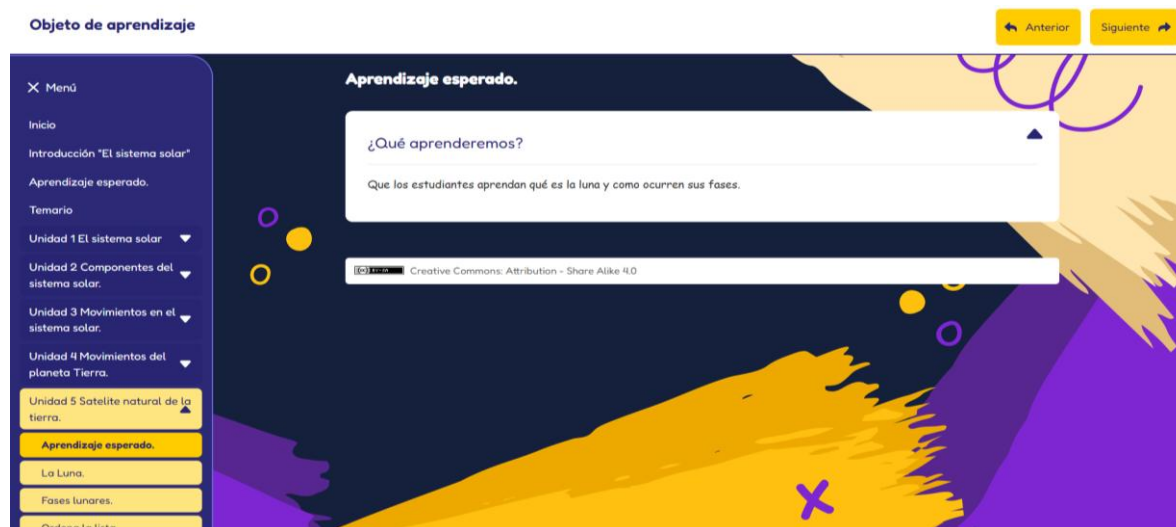 Objeto de aprendizaje
Anterior
Siguiente
Menú
Inicio
Introducción "El sistema solar"
Aprendizaje esperado.
Temario
Unidad 1 El sistema solar
Unidad 2 Componentes del
sistema solar.
Unidad 3 Movimientos en el
sistema solar.
Unidad 4 Movimientos del
planeta Tierra.
Unidad 5 Satelite natural de la
tierra.
Aprendizaje esperado.
La Luna.
Fases lunares.
Ordena la lista
Aprendizaje esperado.
¿Qué aprenderemos?
Que los estudiantes aprendan qué es la luna y como ocurren sus fases.
Creative Commons: Attribution - Share Alike 4.0